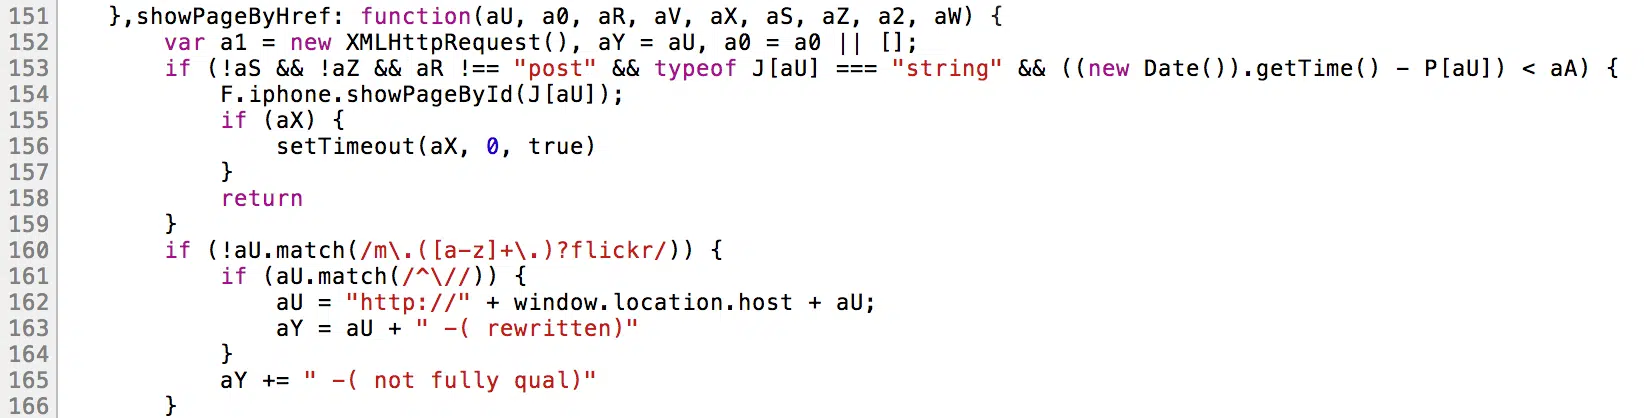 151 },showPageByHref: function(aU, a0, aR, aV, aX, aS, aZ, a2, aW) {
152 var a1 = new XMLHttpRequest(), aY = aU, a0 = a0 || [];
153 if (!aS && !aZ && aR !== "post" && typeof J[aU] === "string" && ((new Date()).getTime() - P[aU]) < aA) {
154 F.iphone.showPageById(J[aU]);
155 if (aX) {
156 setTimeout(aX, 0, true)
157 }
158 return
159 }
160 if (!aU.match(/m\.([a-z]+\.)?flickr/)) {
161 if (aU.match(/^\//)) {
162 aU = "http://" + window.location.host + aU;
163 aY = aU + " -( rewritten)"
164 }
165 aY += " -( not fully qual)"
166 }